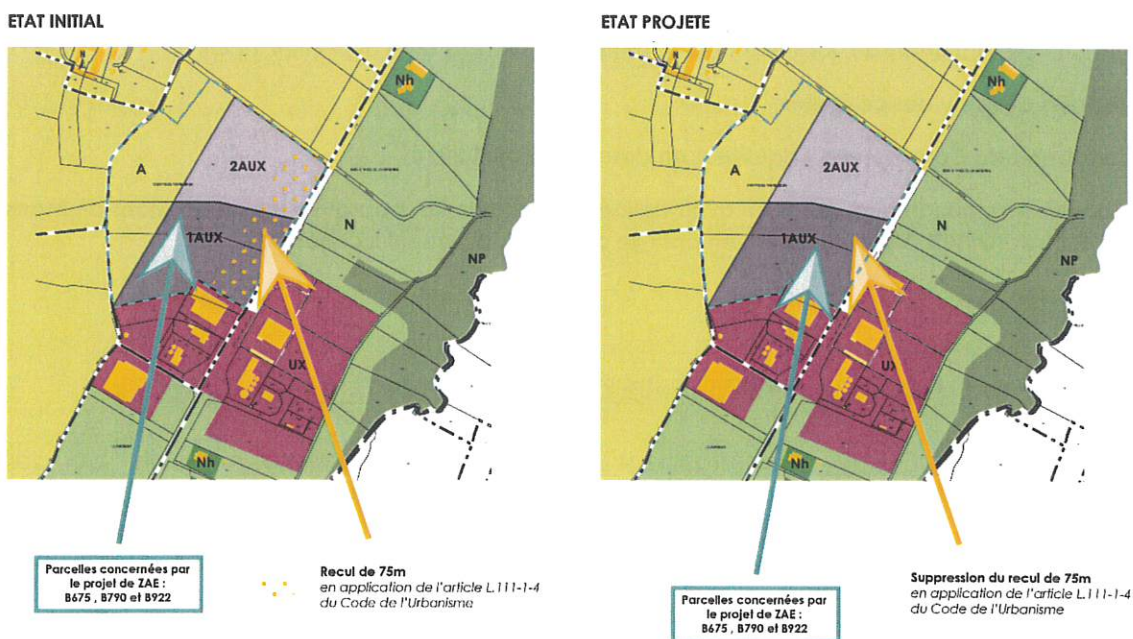 ETAT INITIAL
Nh
2AUX
A
1AUX
N
NP
UX
Nh
Parcelles concernées par
le projet de ZAE :
B675 , B790 et B922
Recul de 75m
en application de l'article L.111-1-4
du Code de l'Urbanisme
ETAT PROJETE
Nh
2AUX
A
1AUX
N
NP
UX
Nh
Parcelles concernées par
le projet de ZAE :
B675 , B790 et B922
Suppression du recul de 75m
en application de l'article L.111-1-4
du Code de l'Urbanisme